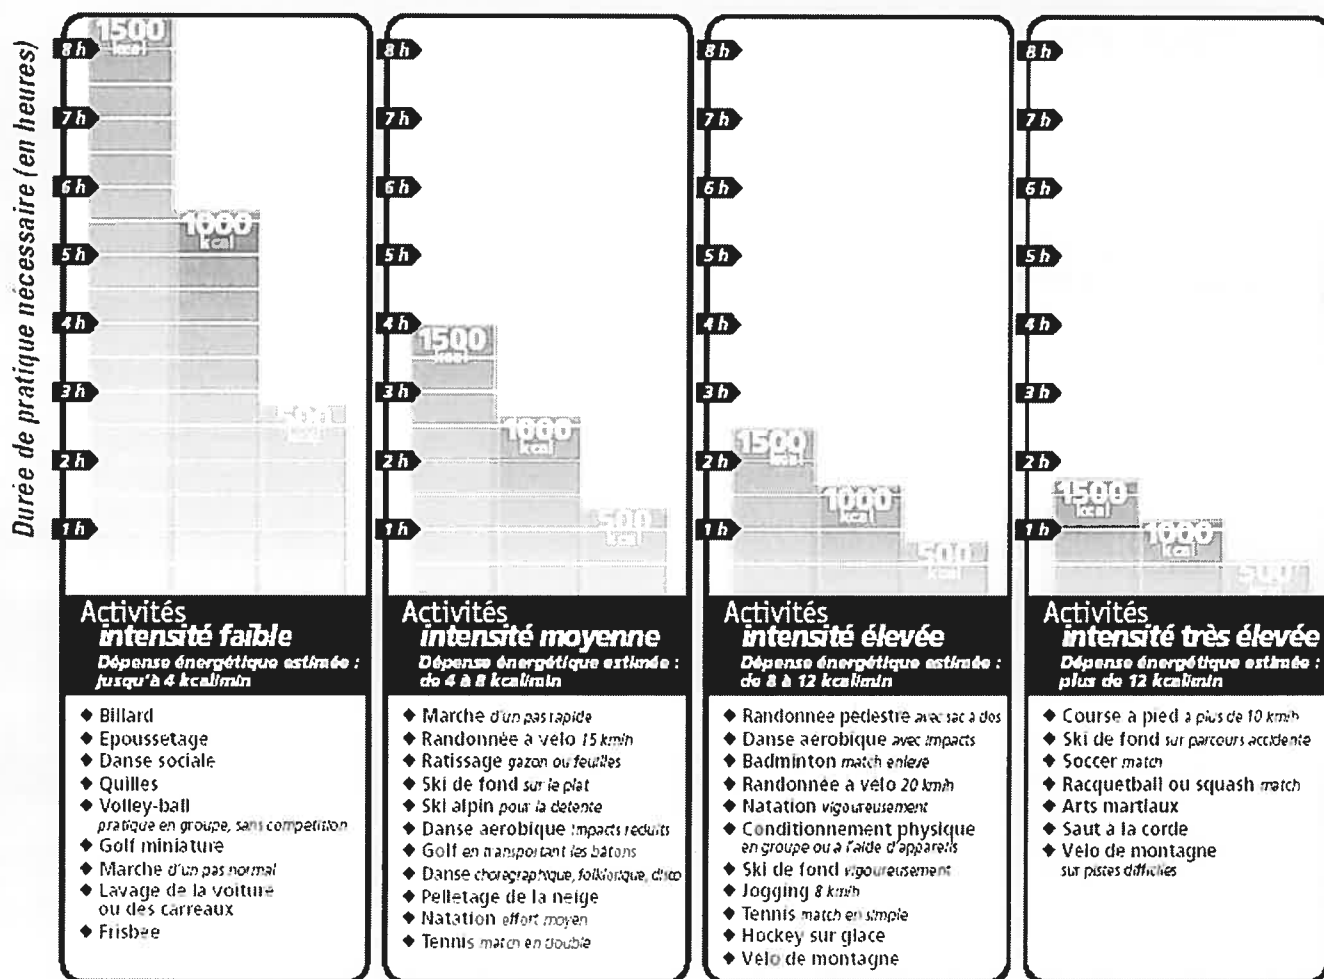 Durée de pratique nécessaire (en heures)
8 h
7 h
6 h
5 h
4 h
3 h
2 h
1 h
1500
kcal
1000
kcal
500
kcal
Activités
intensité faible
Dépense énergétique estimée :
jusqu'à 4 kcal/min
◆ Billard
◆ Epoussetage
◆ Danse sociale
◆ Quilles
◆ Volley-ball
pratique en groupe, sans compétition
◆ Golf miniature
◆ Marche d'un pas normal
◆ Lavage de la voiture
ou des carreaux
◆ Frisbee
8 h
7 h
6 h
5 h
4 h
3 h
2 h
1 h
1500
kcal
1000
kcal
500
kcal
Activités
intensité moyenne
Dépense énergétique estimée :
de 4 à 8 kcal/min
◆ Marche d'un pas rapide
◆ Randonnée à vélo 15 km/h
◆ Ratissage gazon ou feuilles
◆ Ski de fond sur le plat
◆ Ski alpin pour la détente
◆ Danse aérobique impacts réduits
◆ Golf en transportant les bâtons
◆ Danse chorégraphique, folklorique, disco
◆ Pelletage de la neige
◆ Natation effort moyen
◆ Tennis match en double
8 h
7 h
6 h
5 h
4 h
3 h
2 h
1 h
1500
kcal
1000
kcal
500
kcal
Activités
intensité élevée
Dépense énergétique estimée :
de 8 à 12 kcal/min
◆ Randonnée pédestre avec sac à dos
◆ Danse aérobique avec impacts
◆ Badminton match enlevé
◆ Randonnée à vélo 20 km/h
◆ Natation vigoureusement
◆ Conditionnement physique
en groupe ou à l'aide d'appareils
◆ Ski de fond vigoureusement
◆ Jogging 8 km/h
◆ Tennis match en simple
◆ Hockey sur glace
◆ Vélo de montagne
8 h
7 h
6 h
5 h
4 h
3 h
2 h
1 h
1500
kcal
1000
kcal
500
kcal
Activités
intensité très élevée
Dépense énergétique estimée :
plus de 12 kcal/min
◆ Course à pied à plus de 10 km/h
◆ Ski de fond sur parcours accidenté
◆ Soccer match
◆ Racquetball ou squash match
◆ Arts martiaux
◆ Saut à la corde
◆ Vélo de montagne
sur pistes difficiles